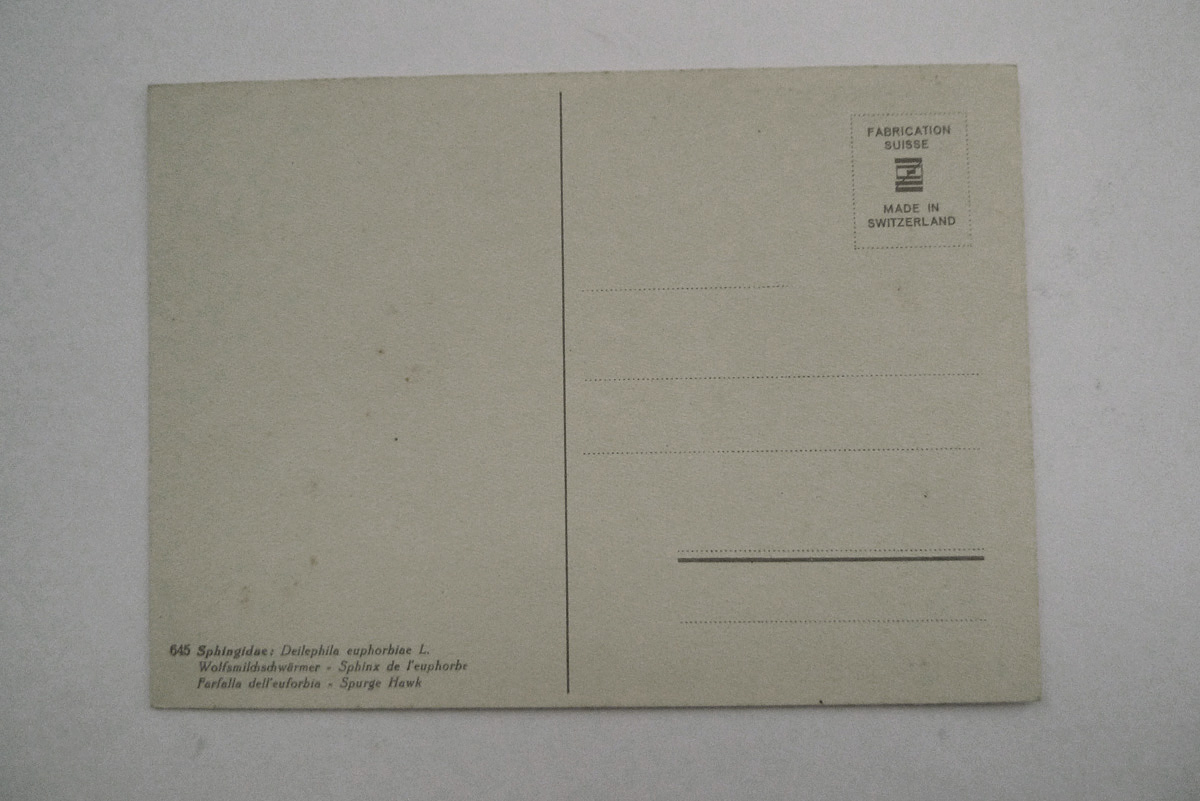 FABRICATION
SUISSE
MADE IN
SWITZERLAND
645 Sphingidae: Deilephila euphorbiae L.
Wolfsmilchschwärmer - Sphinx de l'euphorbe
Farfalla dell'euforbia - Spurge Hawk